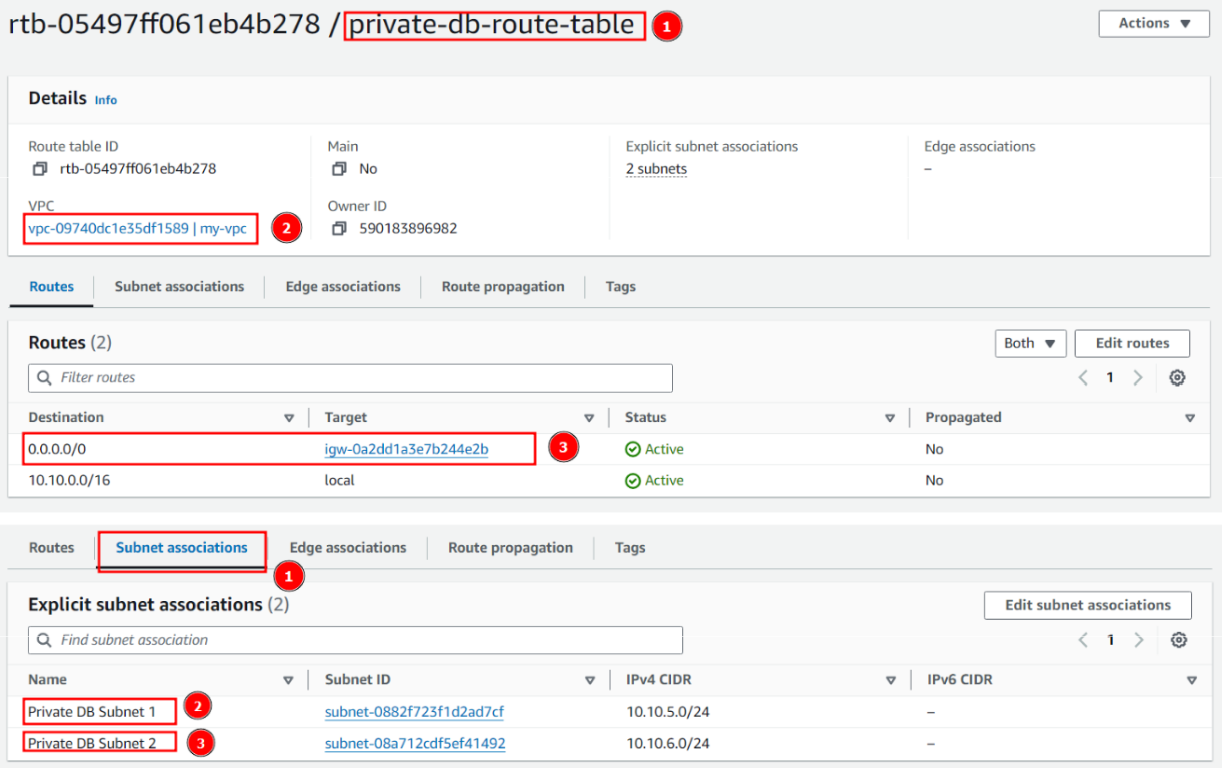 rtb-05497ff061eb4b278 / private-db-route-table 1 Actions
Details Info
Route table ID Main Explicit subnet associations Edge associations
rtb-05497ff061eb4b278 No 2 subnets –
VPC Owner ID
vpc-09740dc1e35df1589 | my-vpc 2 590183896982
Routes Subnet associations Edge associations Route propagation Tags
Routes (2) Both Edit routes
Filter routes 1
Destination Target Status Propagated
0.0.0.0/0 igw-0a2dd1a3e7b244e2b 3 Active No
10.10.0.0/16 local Active No
Routes Subnet associations Edge associations Route propagation Tags
1
Explicit subnet associations (2) Edit subnet associations
Find subnet association 1
Name Subnet ID IPv4 CIDR IPv6 CIDR
Private DB Subnet 1 2 subnet-0882f723f1d2ad7cf 10.10.5.0/24 –
Private DB Subnet 2 3 subnet-08a712cdf5ef41492 10.10.6.0/24 –